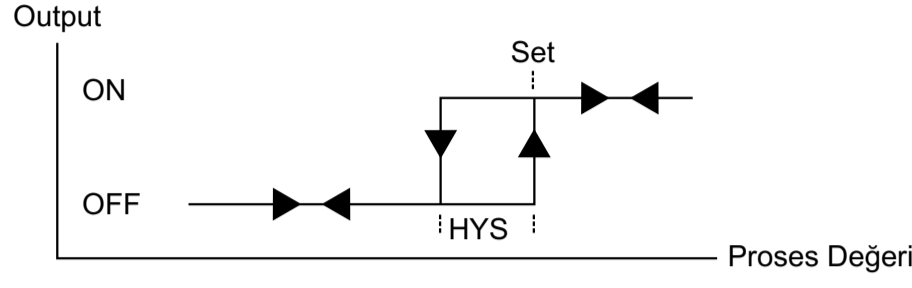 Output
Set
ON
OFF
HYS
Proses Değeri